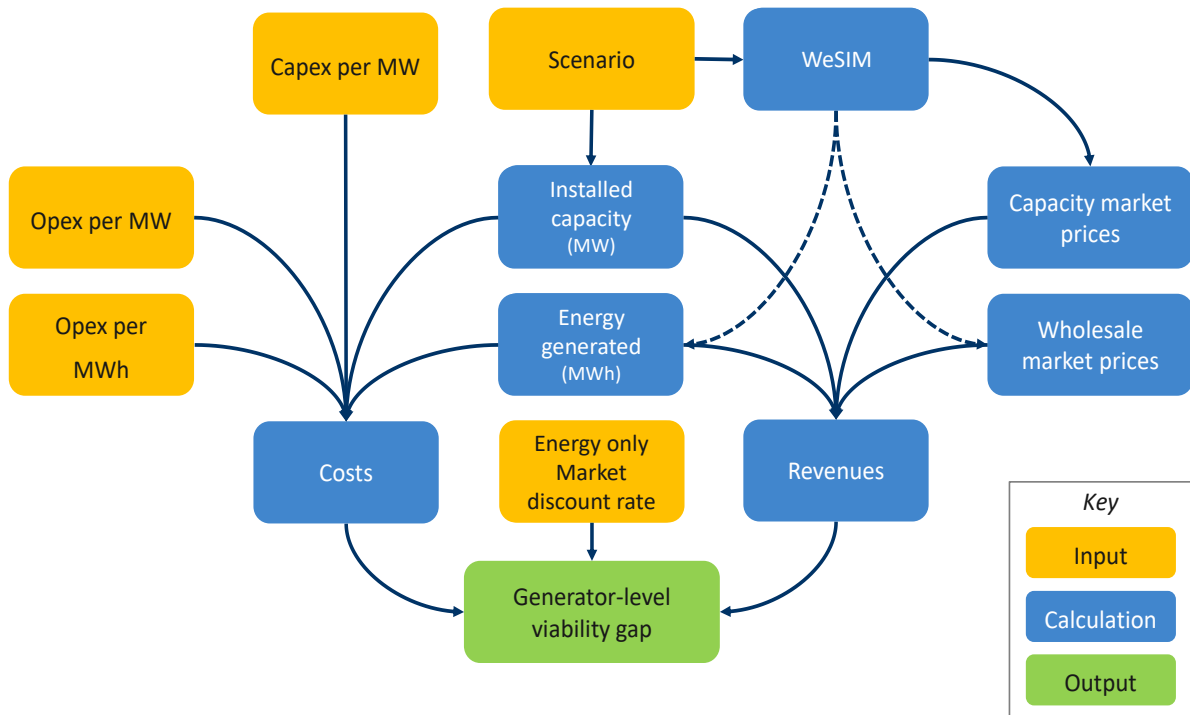 Capex per MW
Scenario
WeSIM
Opex per MW
Installed
capacity
(MW)
Capacity market
prices
Opex per
MWh
Energy
generated
(MWh)
Wholesale
market prices
Costs
Energy only
Market
discount rate
Revenues
Generator-level
viability gap
Key
Input
Calculation
Output